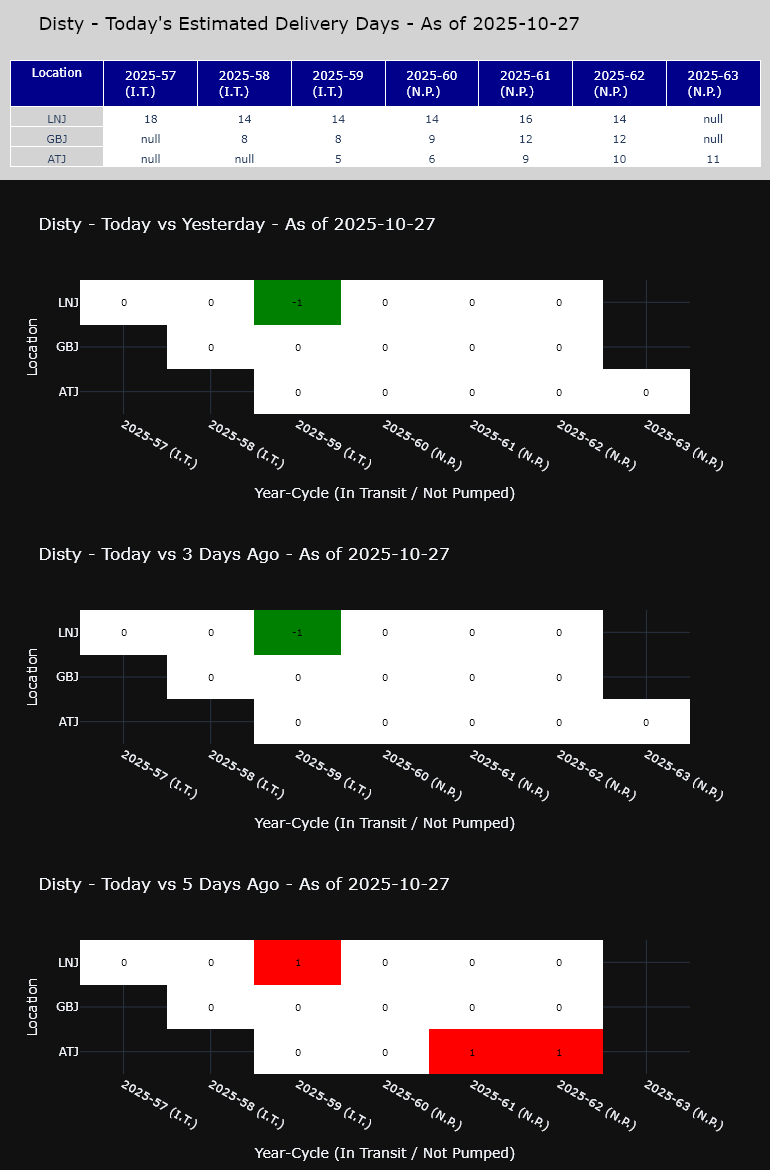 Disty - Today's Estimated Delivery Days - As of 2025-10-27
Location 2025-57 (I.T.) 2025-58 (I.T.) 2025-59 (I.T.) 2025-60 (N.P.) 2025-61 (N.P.) 2025-62 (N.P.) 2025-63 (N.P.)
LNJ 18 14 14 14 16 14 null
GBJ null 8 8 9 12 12 null
ATJ null null 5 6 9 10 11
Disty - Today vs Yesterday - As of 2025-10-27
Location
LNJ 0 0 -1 0 0 0
GBJ 0 0 0 0 0
ATJ 0 0 0 0 0
2025-57 (I.T.) 2025-58 (I.T.) 2025-59 (I.T.) 2025-60 (N.P.) 2025-61 (N.P.) 2025-62 (N.P.) 2025-63 (N.P.)
Year-Cycle (In Transit / Not Pumped)
Disty - Today vs 3 Days Ago - As of 2025-10-27
Location
LNJ 0 0 -1 0 0 0
GBJ 0 0 0 0 0
ATJ 0 0 0 0 0
2025-57 (I.T.) 2025-58 (I.T.) 2025-59 (I.T.) 2025-60 (N.P.) 2025-61 (N.P.) 2025-62 (N.P.) 2025-63 (N.P.)
Year-Cycle (In Transit / Not Pumped)
Disty - Today vs 5 Days Ago - As of 2025-10-27
Location
LNJ 0 0 1 0 0 0
GBJ 0 0 0 0 0
ATJ 0 0 1 1
2025-57 (I.T.) 2025-58 (I.T.) 2025-59 (I.T.) 2025-60 (N.P.) 2025-61 (N.P.) 2025-62 (N.P.) 2025-63 (N.P.)
Year-Cycle (In Transit / Not Pumped)